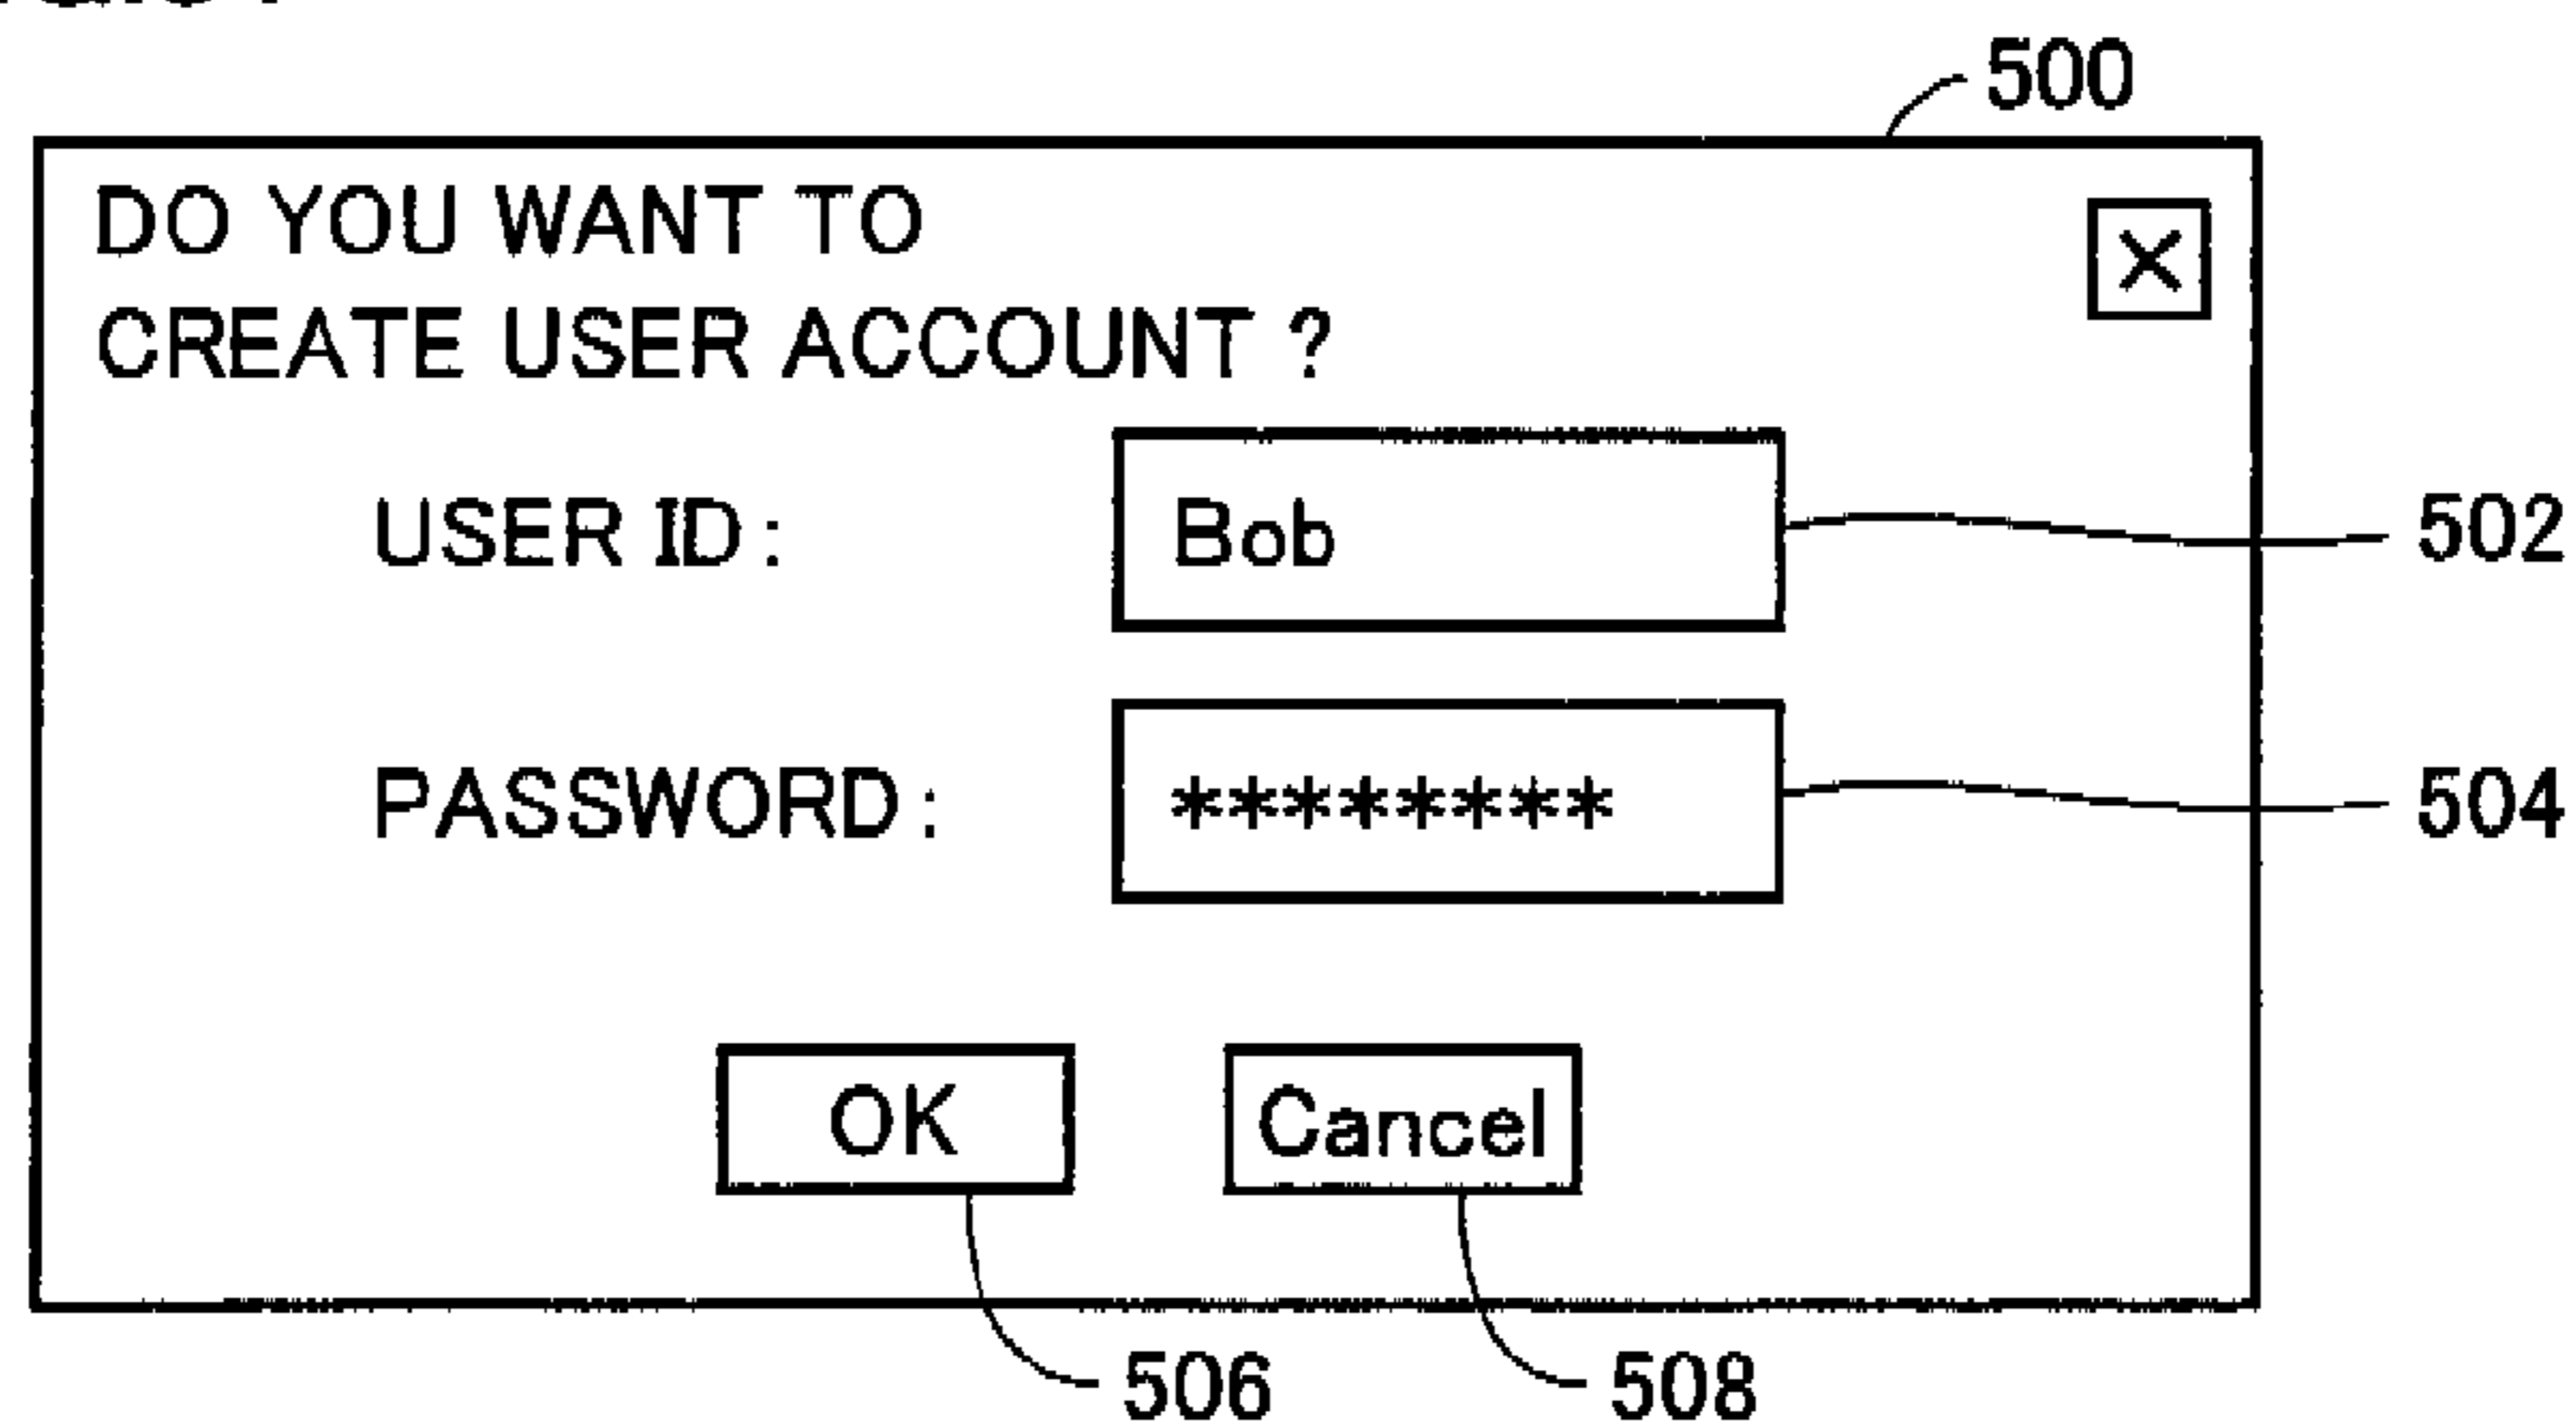 500
DO YOU WANT TO
CREATE USER ACCOUNT ?
×
USER ID : Bob 502
PASSWORD : ******** 504
OK Cancel
506 508